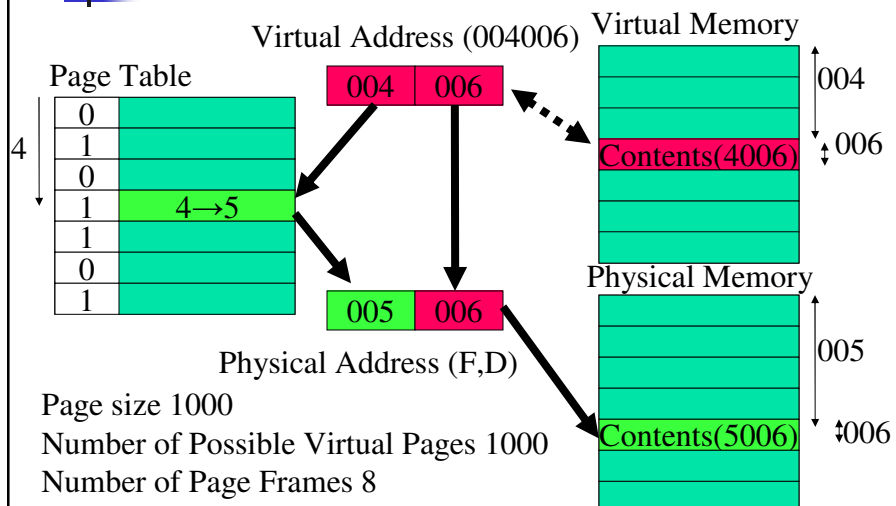 Virtual Address (004006)
Virtual Memory
Page Table
004 006
004
0
1
4
0
006
Contents(4006)
1 4→5
1
0
1
Physical Memory
005 006
005
Physical Address (F,D)
Page size 1000
Contents(5006)
006
Number of Possible Virtual Pages 1000
Number of Page Frames 8